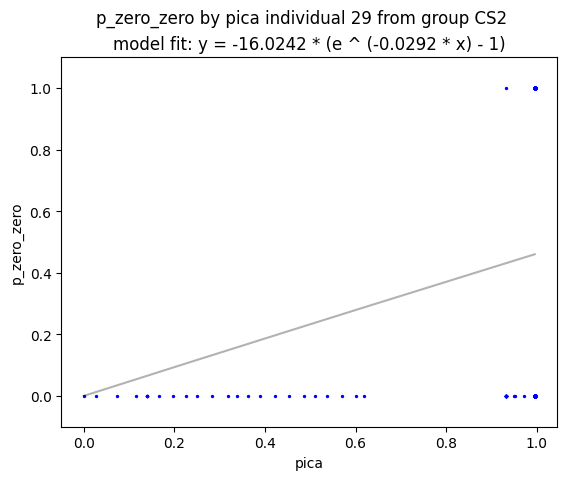 p_zero_zero by pica individual 29 from group CS2
model fit: y = -16.0242 * (e ^ (-0.0292 * x) - 1)
1.0
0.8
0.6
0.4
0.2
0.0
p_zero_zero
0.0 0.2 0.4 0.6 0.8 1.0
pica